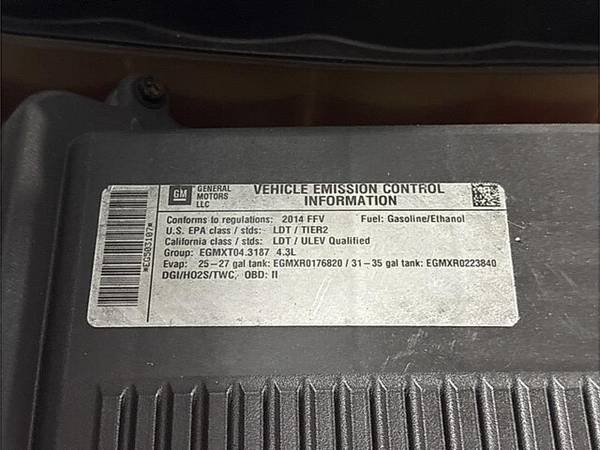 GM GENERAL MOTORS LLC
VEHICLE EMISSION CONTROL INFORMATION
Conforms to regulations: 2014 FFV Fuel: Gasoline/Ethanol
U.S. EPA class / stds: LDT / TIER2
California class / stds: LDT / ULEV Qualified
Group: EGMXT04.3187 4.3L
Evap: 25-27 gal tank: EGMXR0176820 / 31-35 gal tank: EGMXR0223840
DGI/HO2S/TWC, OBD: II
*EG503107*